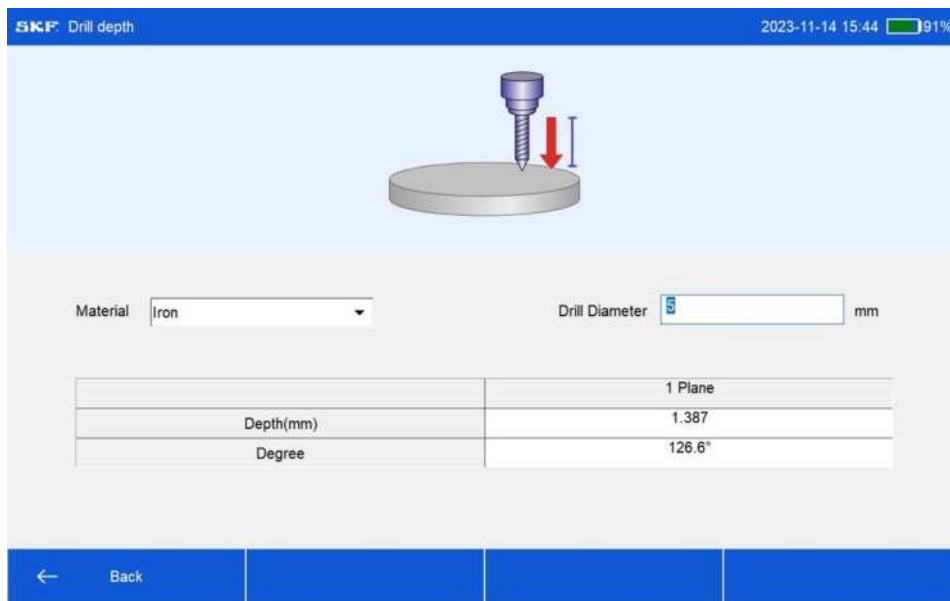 SKF. Drill depth 2023-11-14 15:44 91%
Material Iron Drill Diameter 5 mm
1 Plane
Depth(mm) 1.387
Degree 126.6°
← Back